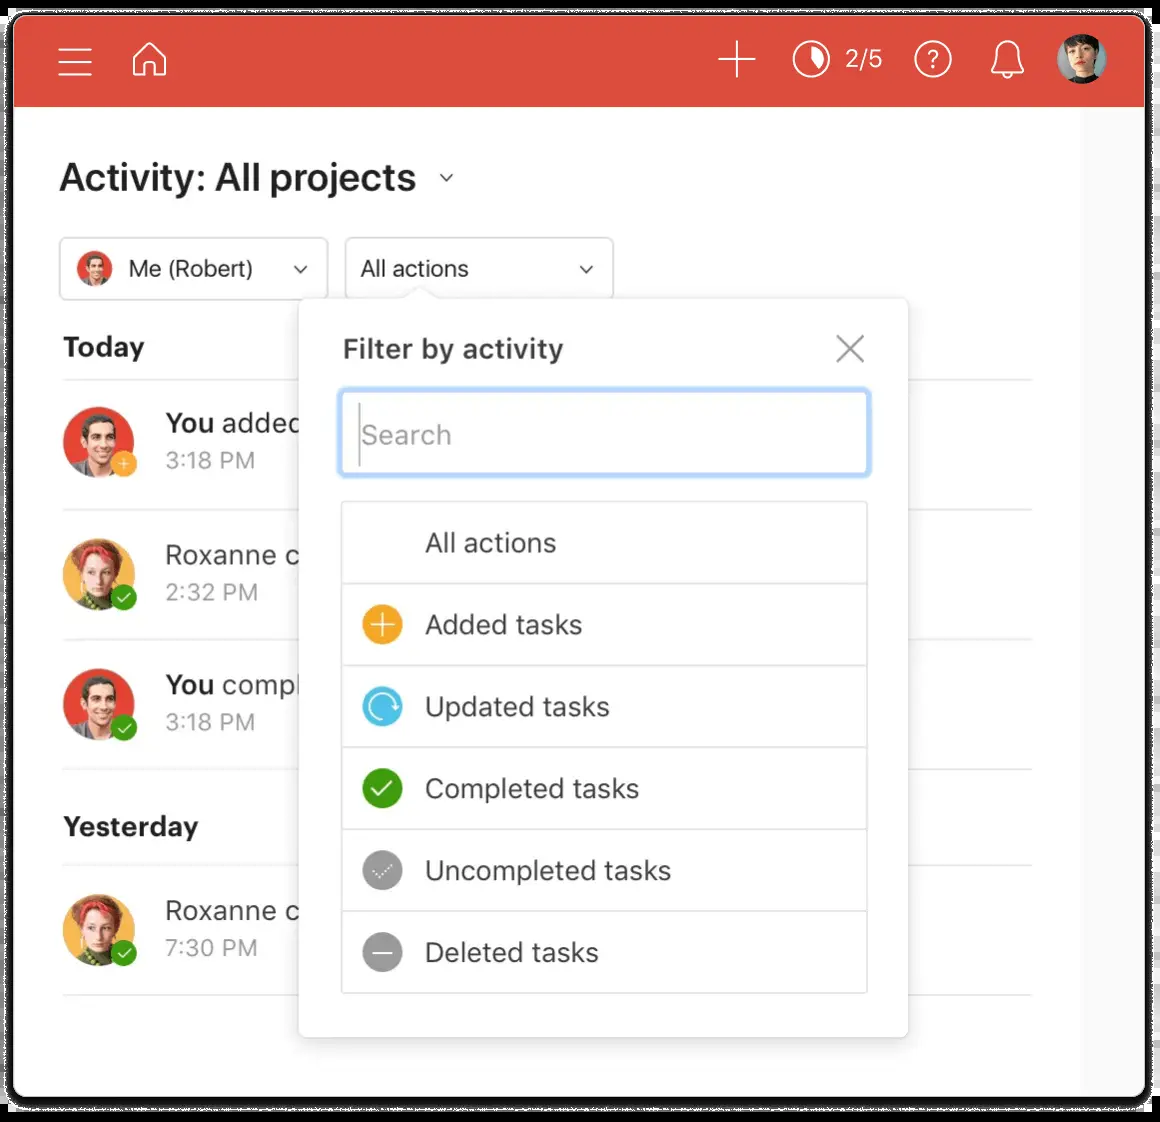 2/5
?
Activity: All projects
Me (Robert)
All actions
Today
Filter by activity
You added
3:18 PM
Search
Roxanne c
2:32 PM
All actions
Added tasks
You compl
3:18 PM
Updated tasks
Completed tasks
Yesterday
Uncompleted tasks
Roxanne c
7:30 PM
Deleted tasks